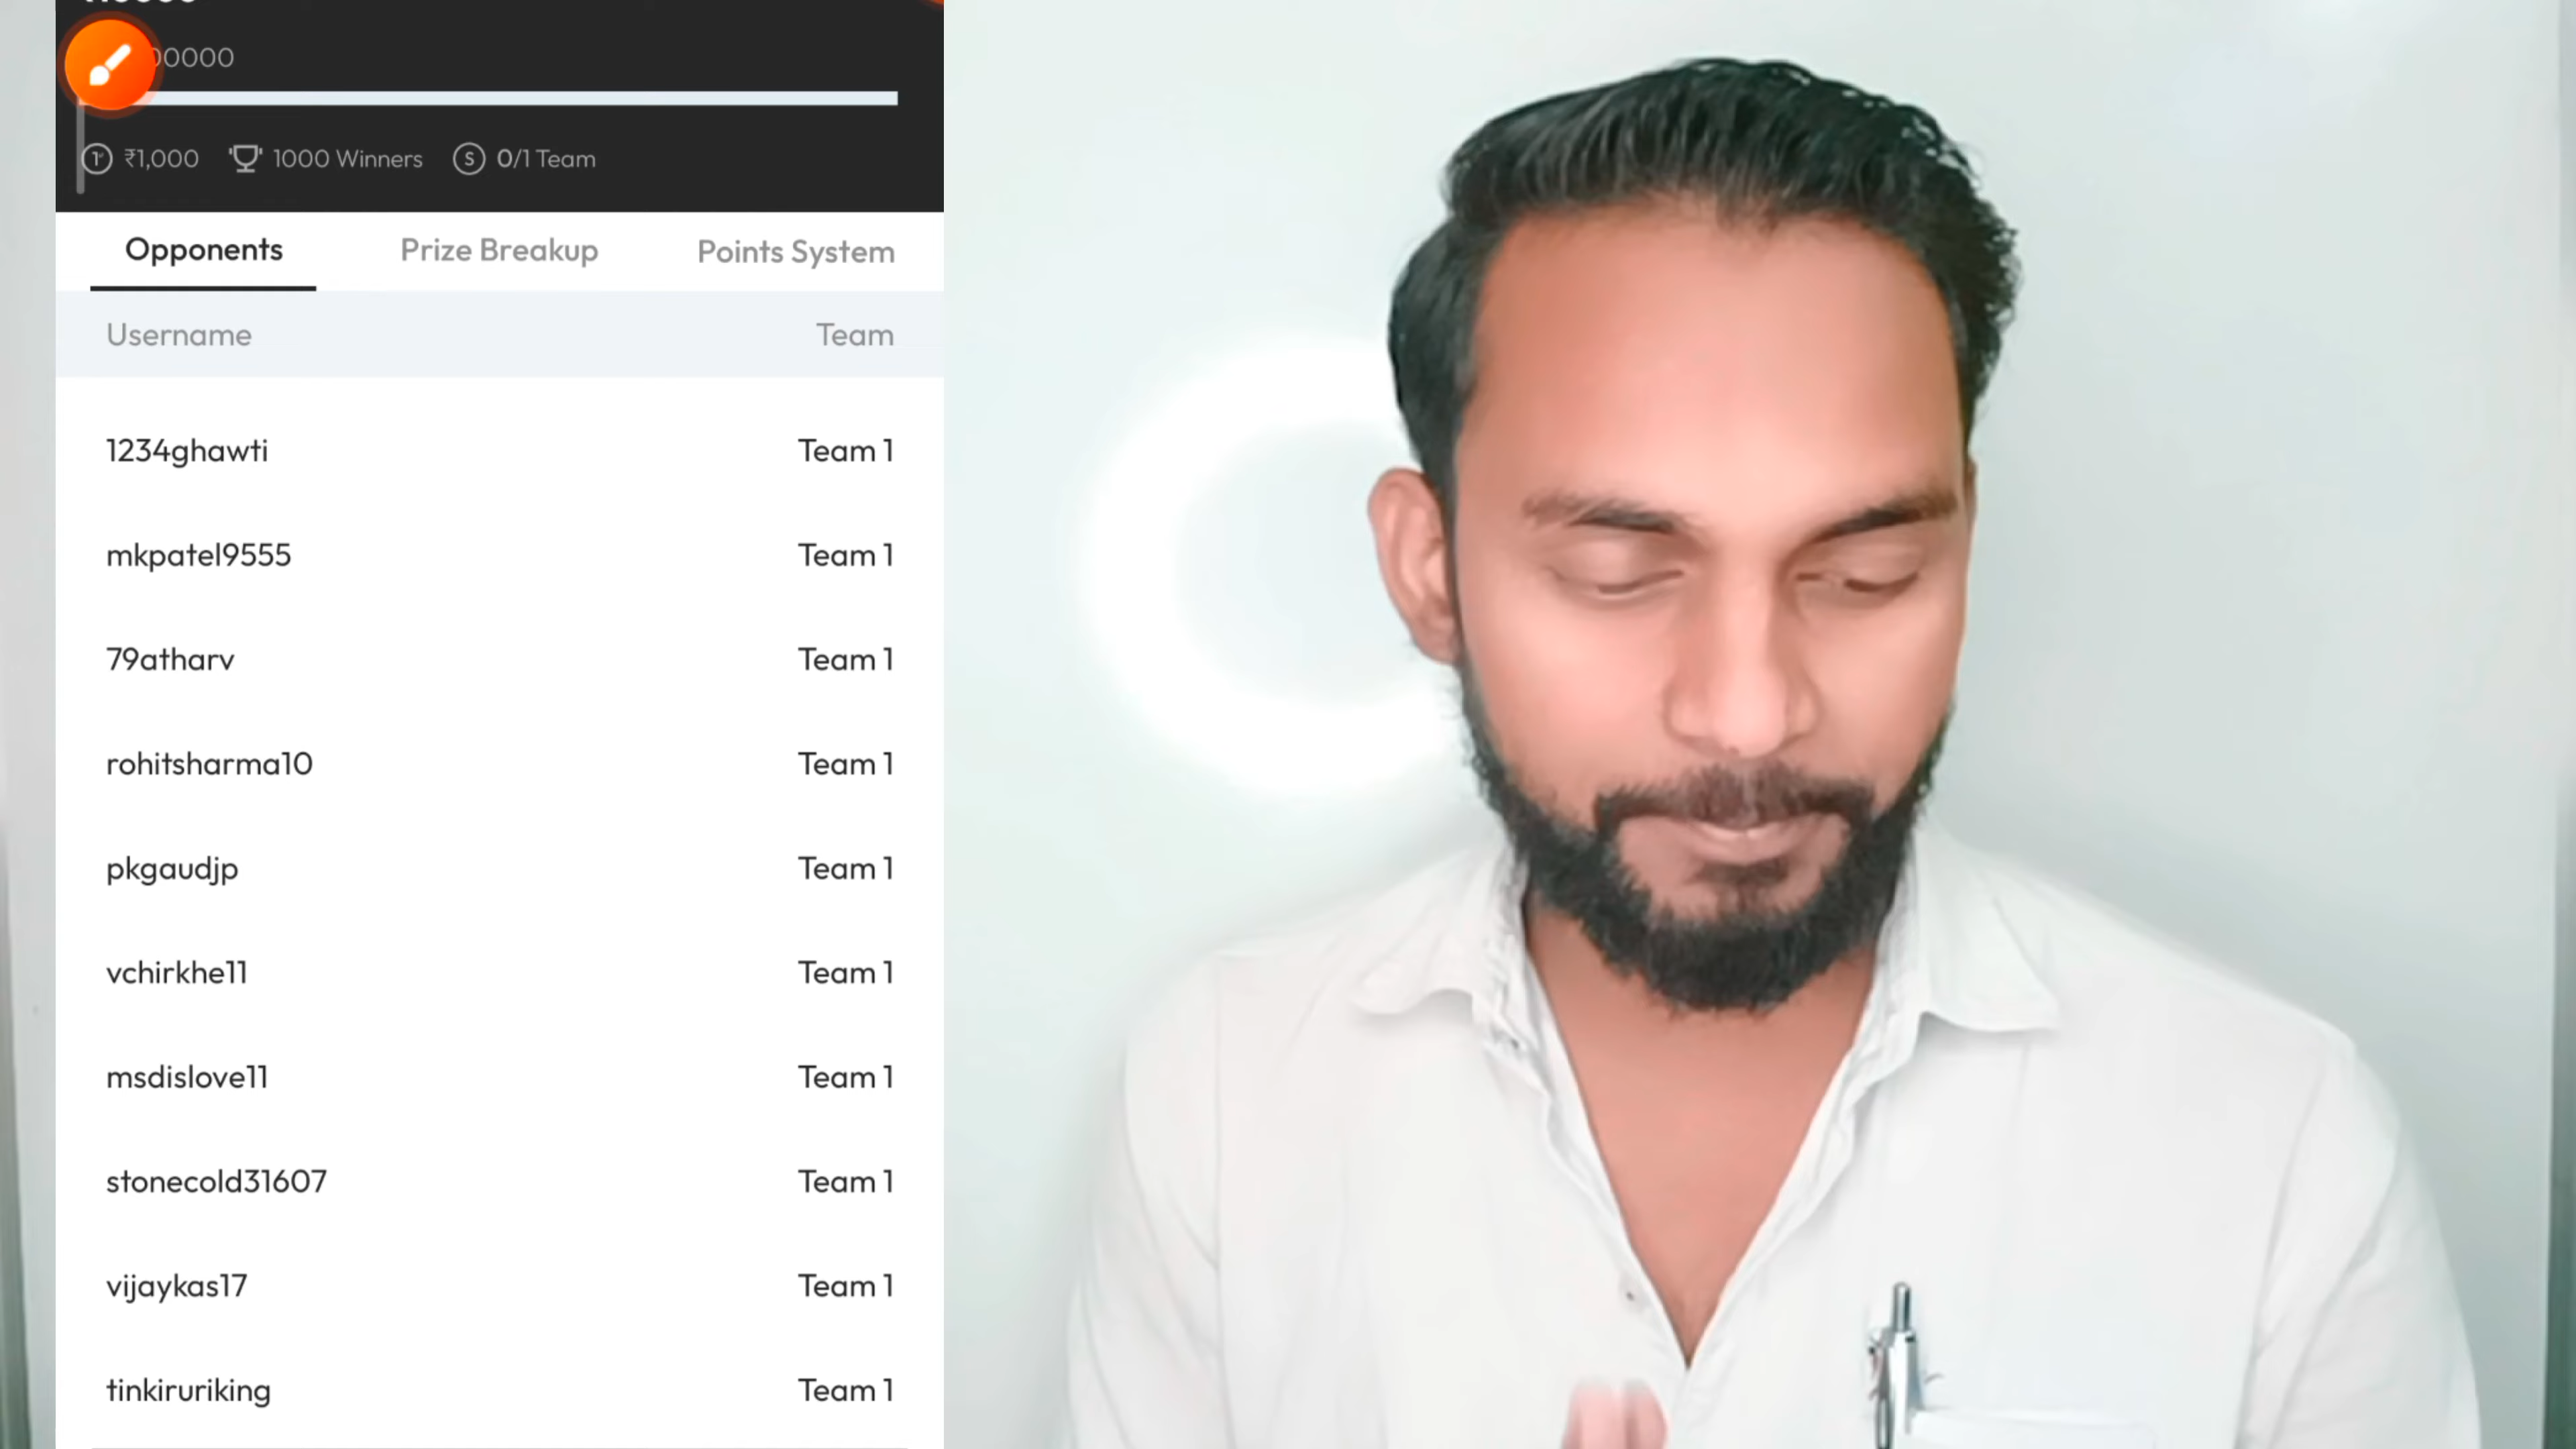 00000
₹1,000 1000 Winners 0/1 Team
Opponents Prize Breakup Points System
Username Team
1234ghawti Team 1
mkpatel9555 Team 1
79atharv Team 1
rohitsharma10 Team 1
pkgaudjp Team 1
vchirkhe11 Team 1
msdislove11 Team 1
stonecold31607 Team 1
vijaykas17 Team 1
tinkiruriking Team 1